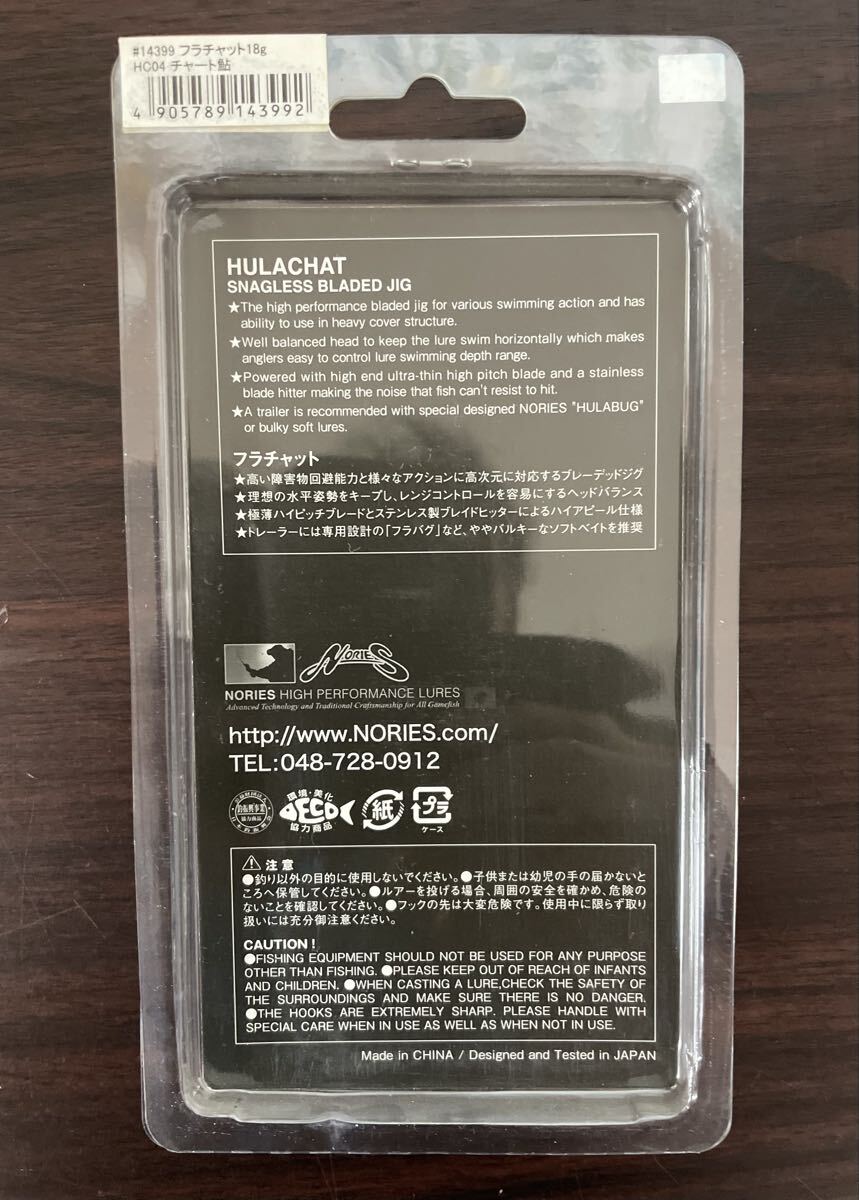 #14399 フラチャット18g
HC04 チャート鮎
4 905789 143992
HULACHAT
SNAGLESS BLADED JIG
★The high performance bladed jig for various swimming action and has
ability to use in heavy cover structure.
★Well balanced head to keep the lure swim horizontally which makes
anglers easy to control lure swimming depth range.
★Powered with high end ultra-thin high pitch blade and a stainless
blade hitter making the noise that fish can't resist to hit.
★A trailer is recommended with special designed NORIES "HULABUG"
or bulky soft lures.
フラチャット
★高い障害物回避能力と様々なアクションに高次元に対応するブレーデッドジグ
★理想の水平姿勢をキープし、レンジコントロールを容易にするヘッドバランス
★極薄ハイピッチブレードとステンレス製ブレイドヒッターによるハイアピール仕様
★トレーラーには専用設計の「フラバグ」など、ややバルキーなソフトベイトを推奨
NORIES
NORIES HIGH PERFORMANCE LURES
Advanced Technology and Traditional Craftsmanship for All Gamefish
http://www.NORIES.com/
TEL:048-728-0912
釣振興事業
協力商品
環境・美化
ECO
協力商品
紙
プラ
ケース
⚠ 注意
●釣り以外の目的に使用しないでください。●子供または幼児の手の届かないと
ころへ保管してください。●ルアーを投げる場合、周囲の安全を確かめ、危険の
ないことを確認してください。●フックの先は大変危険です。使用中に限らず取り
扱いには充分御注意ください。
CAUTION !
●FISHING EQUIPMENT SHOULD NOT BE USED FOR ANY PURPOSE
OTHER THAN FISHING. ●PLEASE KEEP OUT OF REACH OF INFANTS
AND CHILDREN. ●WHEN CASTING A LURE,CHECK THE SAFETY OF
THE SURROUNDINGS AND MAKE SURE THERE IS NO DANGER.
●THE HOOKS ARE EXTREMELY SHARP. PLEASE HANDLE WITH
SPECIAL CARE WHEN IN USE AS WELL AS WHEN NOT IN USE.
Made in CHINA / Designed and Tested in JAPAN